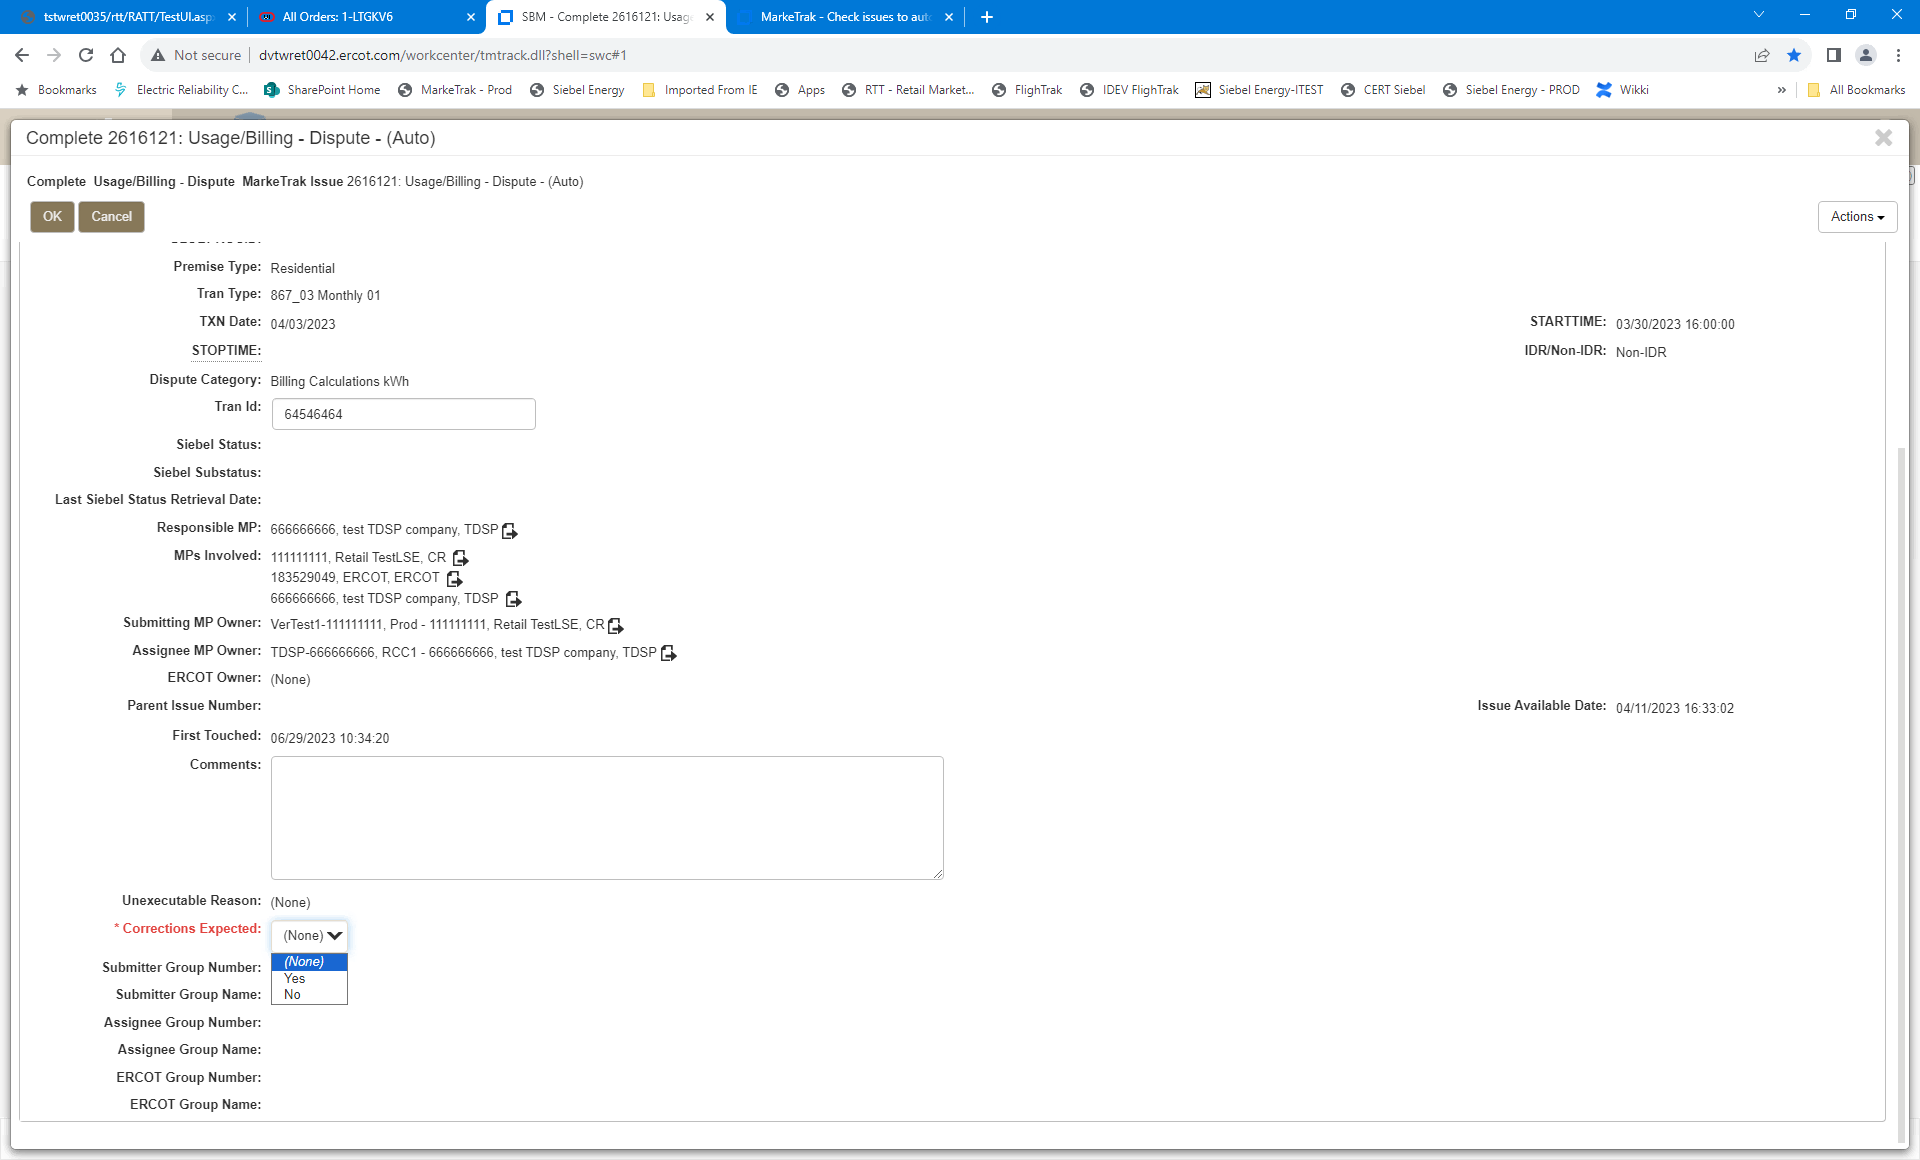 tstwret0035/rtt/RATT/TestUI.asp
All Orders: 1-LTGKV6
SBM - Complete 2616121: Usag
MarkeTrak - Check issues to aut
Not secure
dvtwret0042.ercot.com/workcenter/tmtrack.dll?shell=swc#1
Bookmarks
Electric Reliability C...
SharePoint Home
MarkeTrak - Prod
Siebel Energy
Imported From IE
Apps
RTT - Retail Market...
FlighTrak
IDEV FlighTrak
Siebel Energy-ITEST
CERT Siebel
Siebel Energy - PROD
Wikki
»
All Bookmarks
Complete 2616121: Usage/Billing - Dispute - (Auto)
Complete Usage/Billing - Dispute MarkeTrak Issue 2616121: Usage/Billing - Dispute - (Auto)
OK
Cancel
Actions
Premise Type: Residential
Tran Type: 867_03 Monthly 01
TXN Date: 04/03/2023
STARTTIME: 03/30/2023 16:00:00
STOPTIME:
IDR/Non-IDR: Non-IDR
Dispute Category: Billing Calculations kWh
Tran Id: 64546464
Siebel Status:
Siebel Substatus:
Last Siebel Status Retrieval Date:
Responsible MP: 666666666, test TDSP company, TDSP
MPs Involved: 111111111, Retail TestLSE, CR
183529049, ERCOT, ERCOT
666666666, test TDSP company, TDSP
Submitting MP Owner: VerTest1-111111111, Prod - 111111111, Retail TestLSE, CR
Assignee MP Owner: TDSP-666666666, RCC1 - 666666666, test TDSP company, TDSP
ERCOT Owner: (None)
Parent Issue Number:
Issue Available Date: 04/11/2023 16:33:02
First Touched: 06/29/2023 10:34:20
Comments:
Unexecutable Reason: (None)
* Corrections Expected: (None)
(None)
Yes
No
Submitter Group Number:
Submitter Group Name:
Assignee Group Number:
Assignee Group Name:
ERCOT Group Number:
ERCOT Group Name: